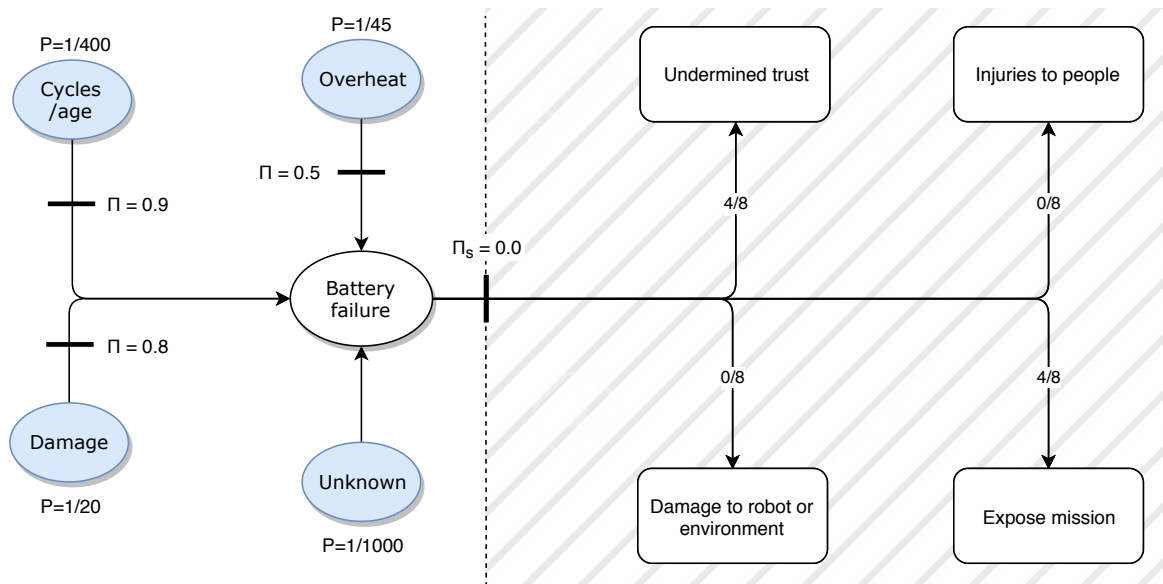 P=1/400
Cycles
/age
P=1/45
Overheat
Undermined trust
Injuries to people
Π = 0.9
Π = 0.5
4/8
0/8
Πs = 0.0
Battery
failure
Π = 0.8
0/8
4/8
Damage
P=1/20
Unknown
P=1/1000
Damage to robot or
environment
Expose mission